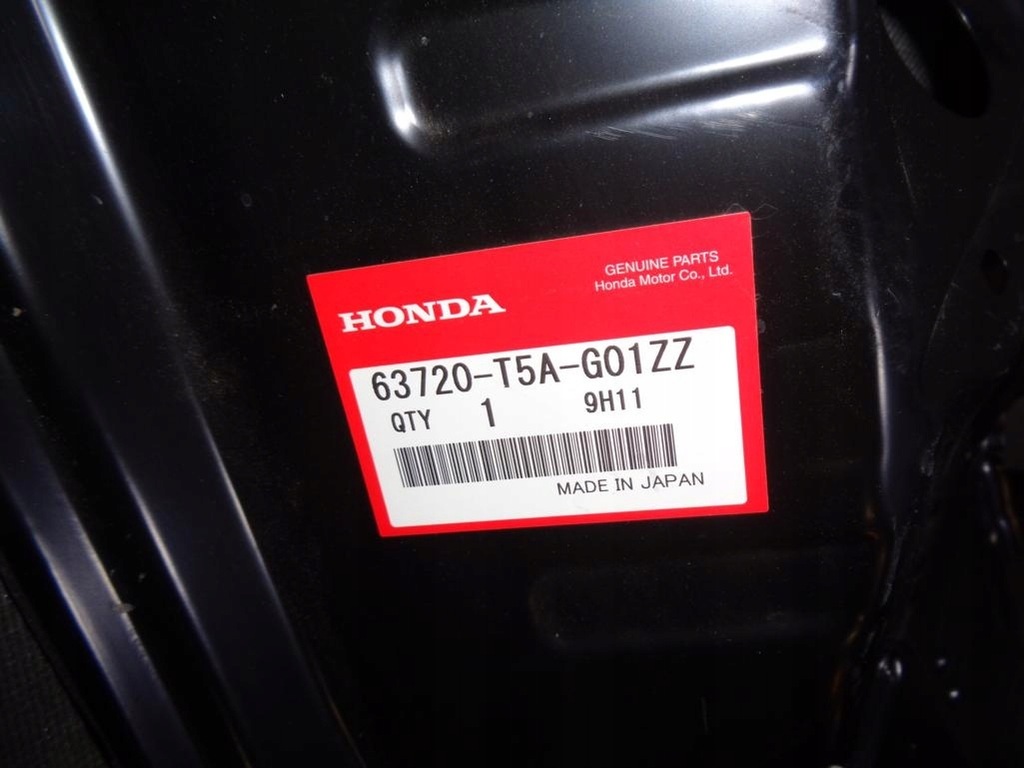 GENUINE PARTS
Honda Motor Co., Ltd.
HONDA
63720-T5A-G01ZZ
QTY 1 9H11
MADE IN JAPAN